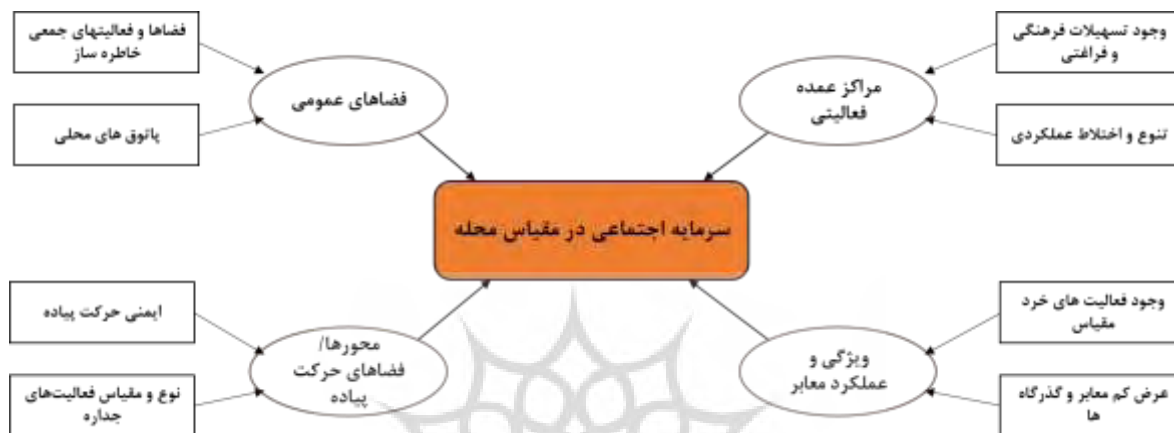 وجود تسهیلات فرهنگی
و فراغتی
تنوع و اختلاط عملکردی
مراکز عمده
فعالیتی
فضاهای عمومی
فضاها و فعالیتهای جمعی
خاطره ساز
پاتوق های محلی
سرمایه اجتماعی در مقیاس محله
وجود فعالیت های خرد
مقیاس
عرض کم معابر و گذرگاه
ها
ویژگی و
عملکرد معابر
محورها/
فضاهای حرکت
پیاده
ایمنی حرکت پیاده
نوع و مقیاس فعالیت‌های
جداره